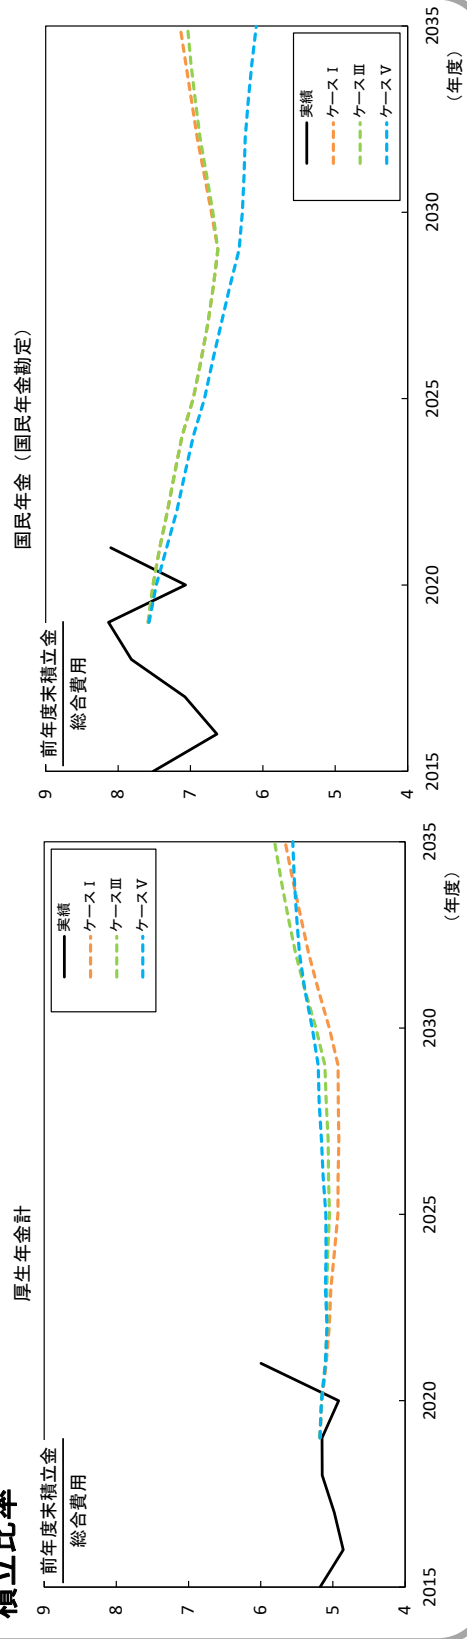 積立比率
厚生年金計
前年度末積立金
総合費用
9
8
7
6
5
4
2015
2020
2025
2030
2035
(年度)
実績
ケースⅠ
ケースⅢ
ケースⅤ
国民年金（国民年金勘定）
前年度末積立金
総合費用
9
8
7
6
5
4
2015
2020
2025
2030
2035
(年度)
実績
ケースⅠ
ケースⅢ
ケースⅤ